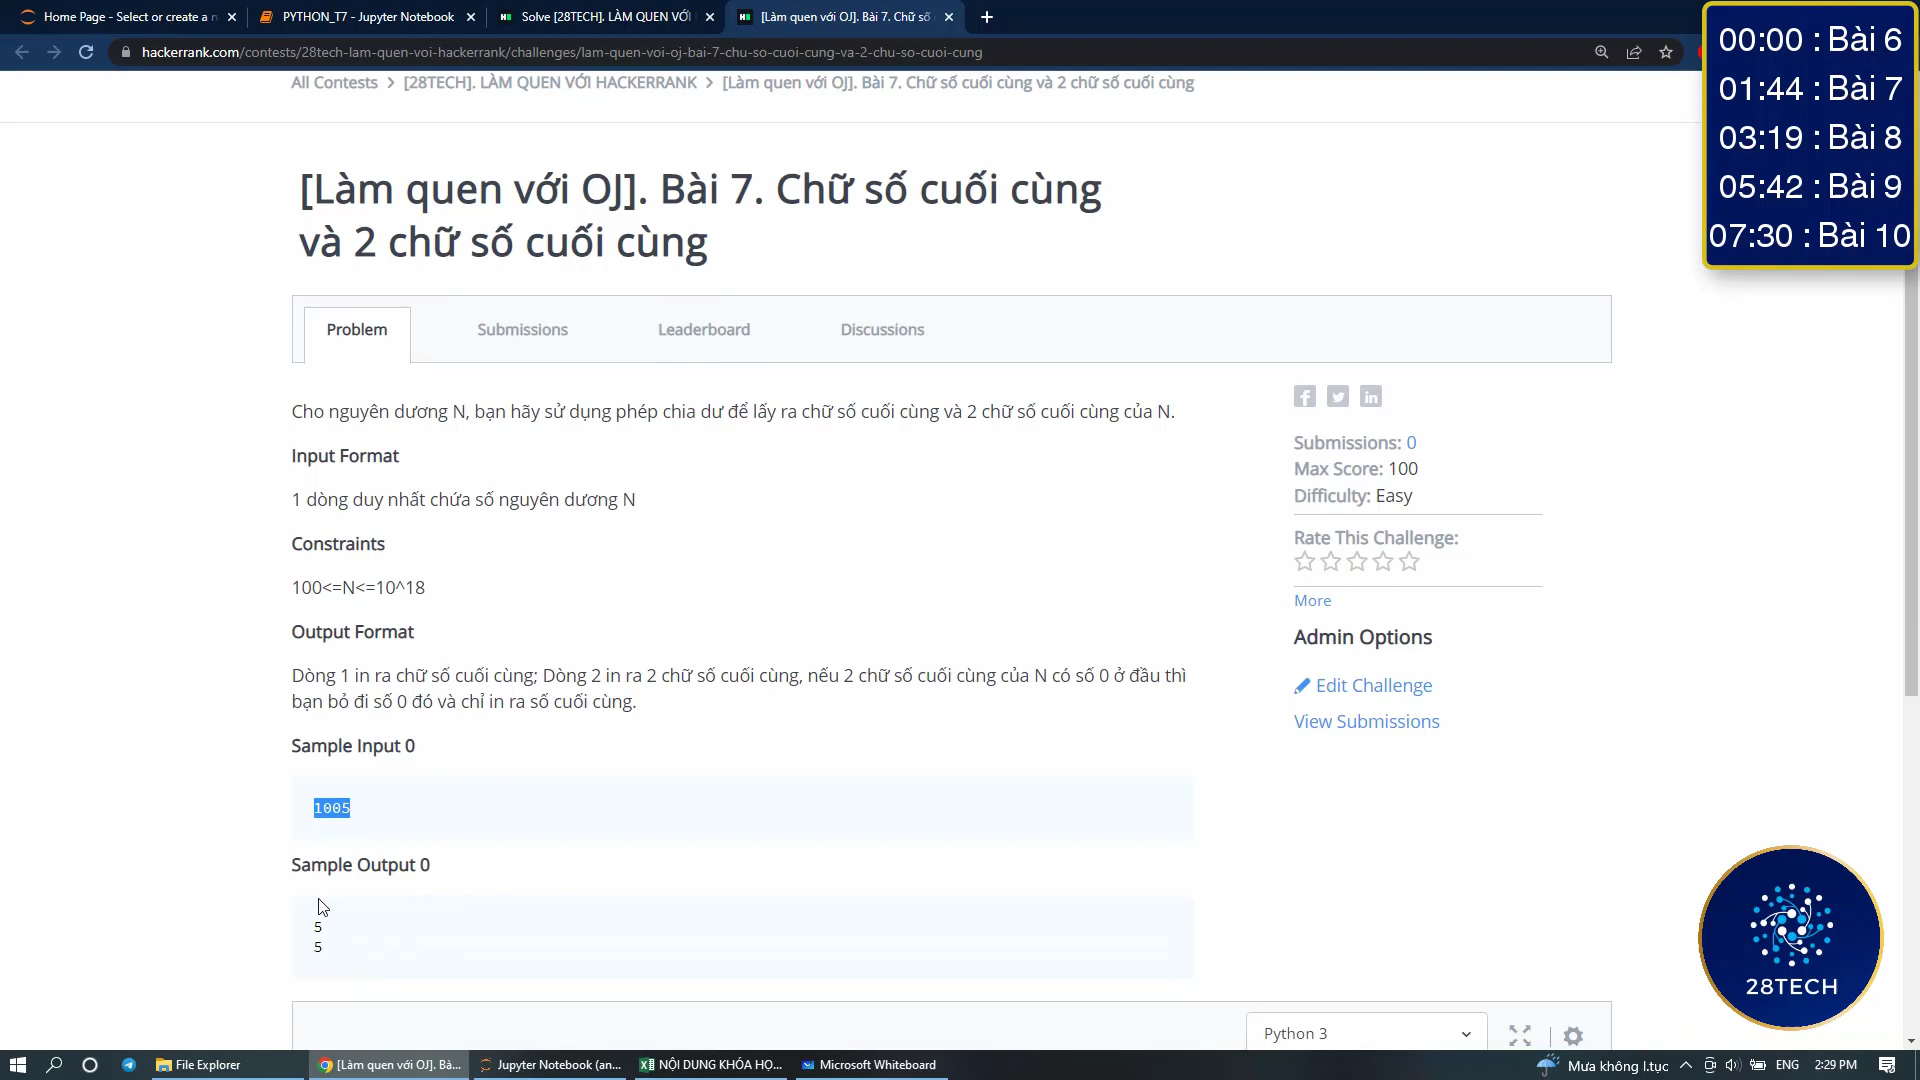 Home Page - Select or create a n
PYTHON_T7 - Jupyter Notebook
Solve [28TECH]. LÀM QUEN VỚI
[Làm quen với OJ]. Bài 7. Chữ số
hackerrank.com/contests/28tech-lam-quen-voi-hackerrank/challenges/lam-quen-voi-oj-bai-7-chu-so-cuoi-cung-va-2-chu-so-cuoi-cung
00:00 : Bài 6
01:44 : Bài 7
03:19 : Bài 8
05:42 : Bài 9
07:30 : Bài 10
All Contests > [28TECH]. LÀM QUEN VỚI HACKERRANK > [Làm quen với OJ]. Bài 7. Chữ số cuối cùng và 2 chữ số cuối cùng
[Làm quen với OJ]. Bài 7. Chữ số cuối cùng
và 2 chữ số cuối cùng
Problem
Submissions
Leaderboard
Discussions
Cho nguyên dương N, bạn hãy sử dụng phép chia dư để lấy ra chữ số cuối cùng và 2 chữ số cuối cùng của N.
Input Format
1 dòng duy nhất chứa số nguyên dương N
Constraints
100<=N<=10^18
Output Format
Dòng 1 in ra chữ số cuối cùng; Dòng 2 in ra 2 chữ số cuối cùng, nếu 2 chữ số cuối cùng của N có số 0 ở đầu thì
bạn bỏ đi số 0 đó và chỉ in ra số cuối cùng.
Sample Input 0
1005
Sample Output 0
5
5
Submissions: 0
Max Score: 100
Difficulty: Easy
Rate This Challenge:
More
Admin Options
Edit Challenge
View Submissions
28TECH
Python 3
File Explorer
[Làm quen với OJ]. Bà...
Jupyter Notebook (an...
NỘI DUNG KHÓA HỌ...
Microsoft Whiteboard
Mưa không l.tục
ENG
2:29 PM